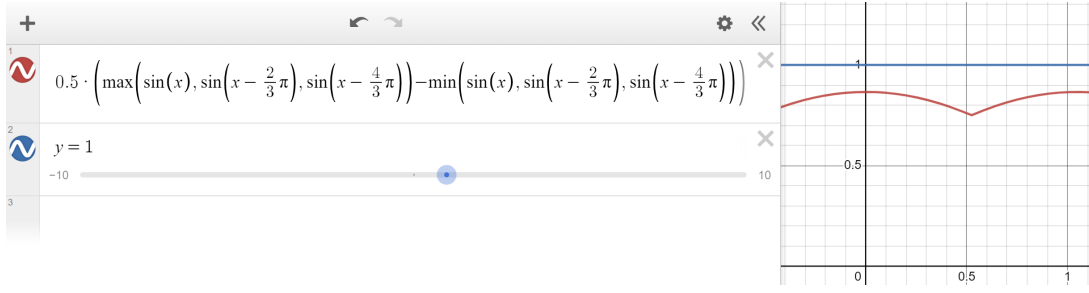 1
0.5 · (max(sin(x), sin(x − 2/3 π), sin(x − 4/3 π)) − min(sin(x), sin(x − 2/3 π), sin(x − 4/3 π)))
2
y = 1
−10 10
3
1
0.5
0 0.5 1